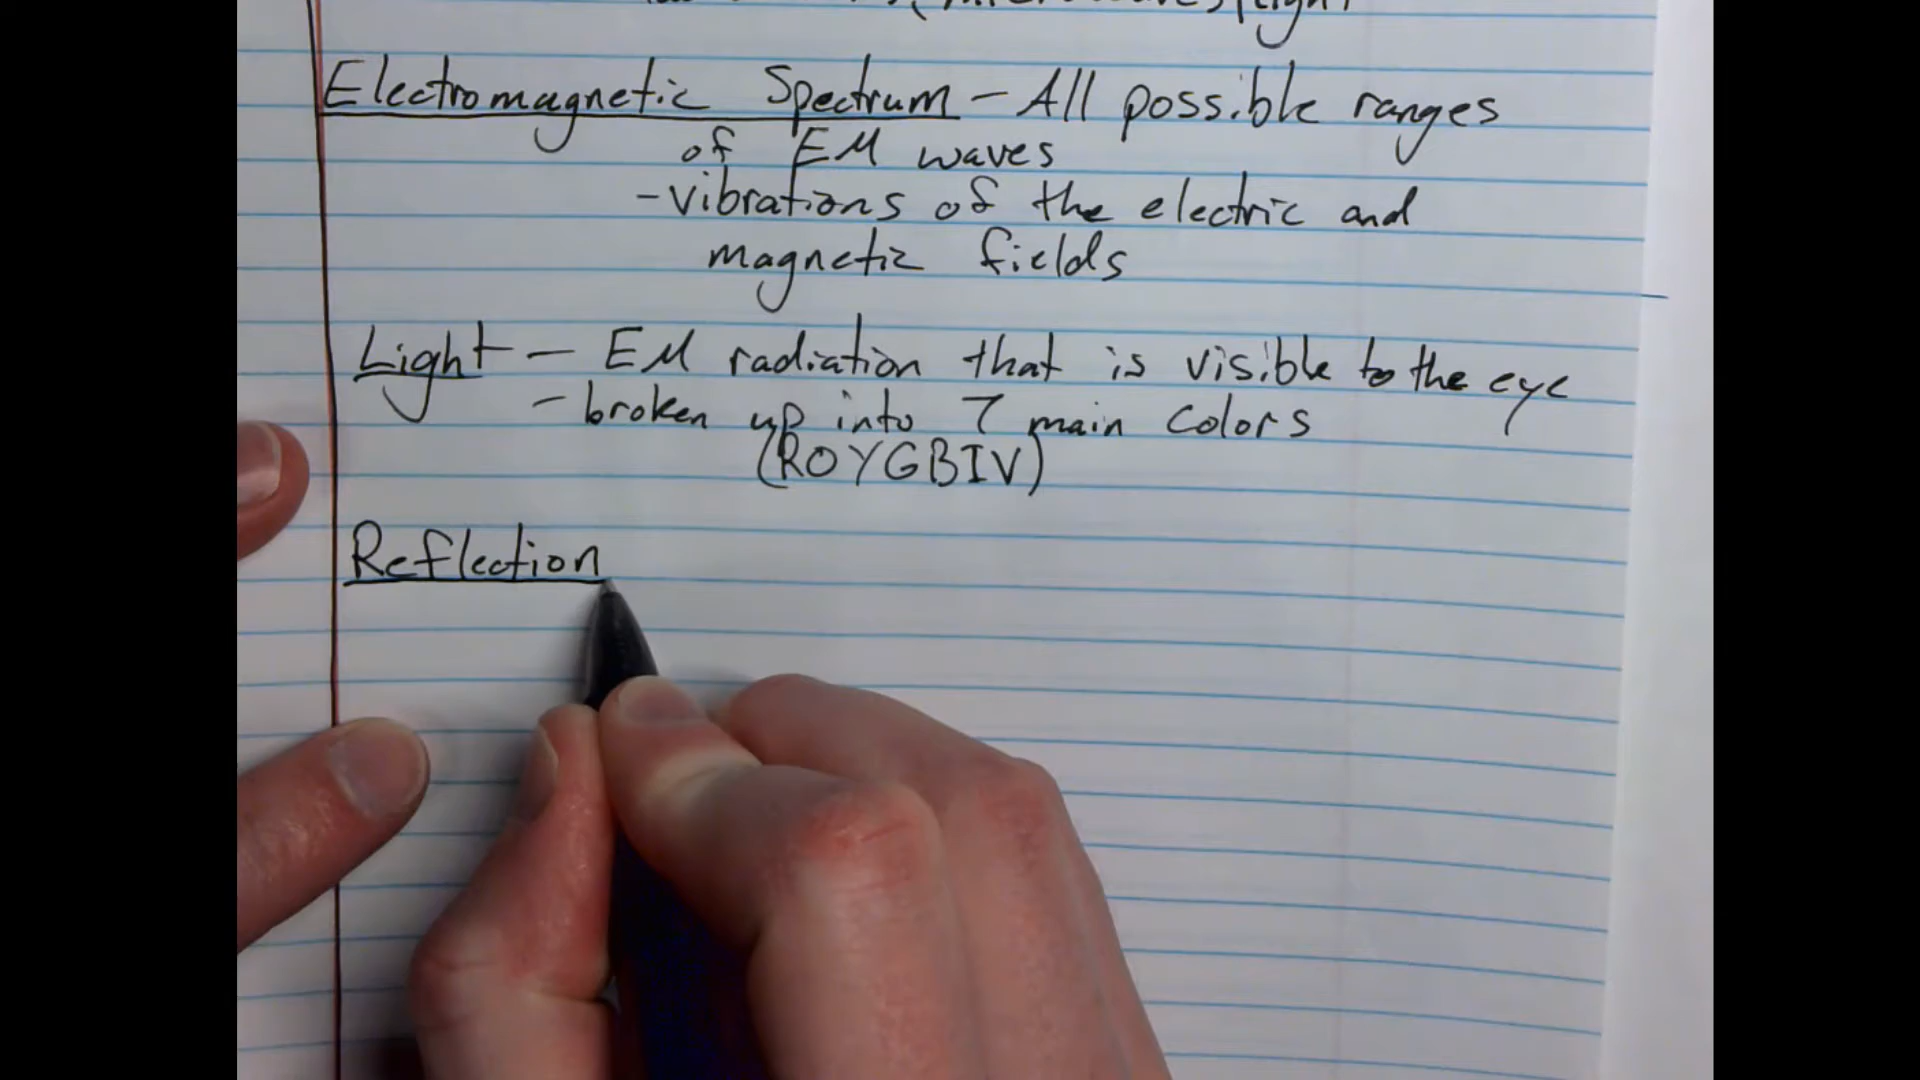 Electromagnetic Spectrum - All possible ranges
of EM waves
- vibrations of the electric and
magnetic fields
Light - EM radiation that is visible to the eye
- broken up into 7 main colors
(ROYGBIV)
Reflection